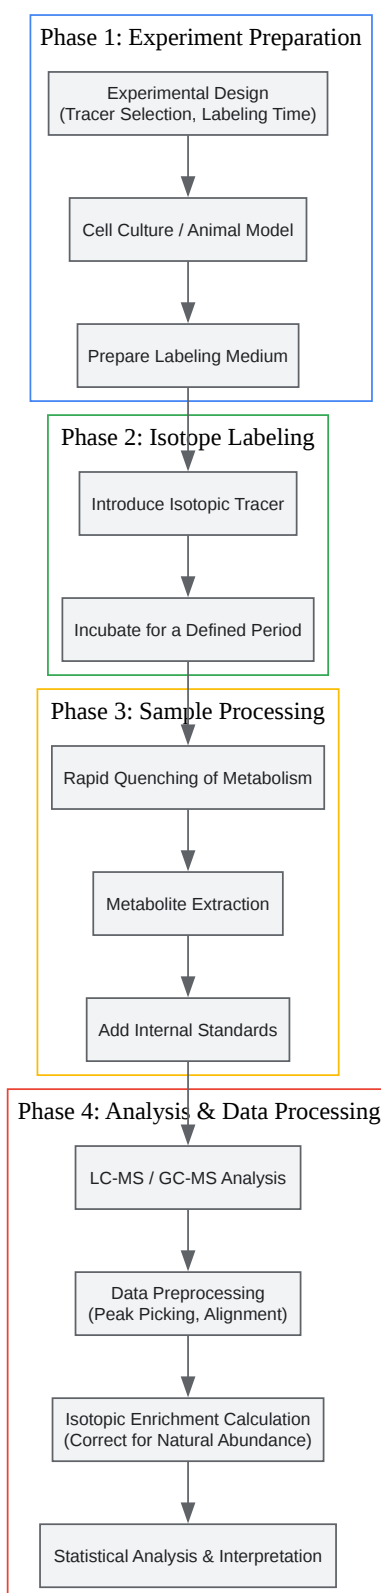 Phase 1: Experiment Preparation
Experimental Design
(Tracer Selection, Labeling Time)
Cell Culture / Animal Model
Prepare Labeling Medium
Phase 2: Isotope Labeling
Introduce Isotopic Tracer
Incubate for a Defined Period
Phase 3: Sample Processing
Rapid Quenching of Metabolism
Metabolite Extraction
Add Internal Standards
Phase 4: Analysis & Data Processing
LC-MS / GC-MS Analysis
Data Preprocessing
(Peak Picking, Alignment)
Isotopic Enrichment Calculation
(Correct for Natural Abundance)
Statistical Analysis & Interpretation